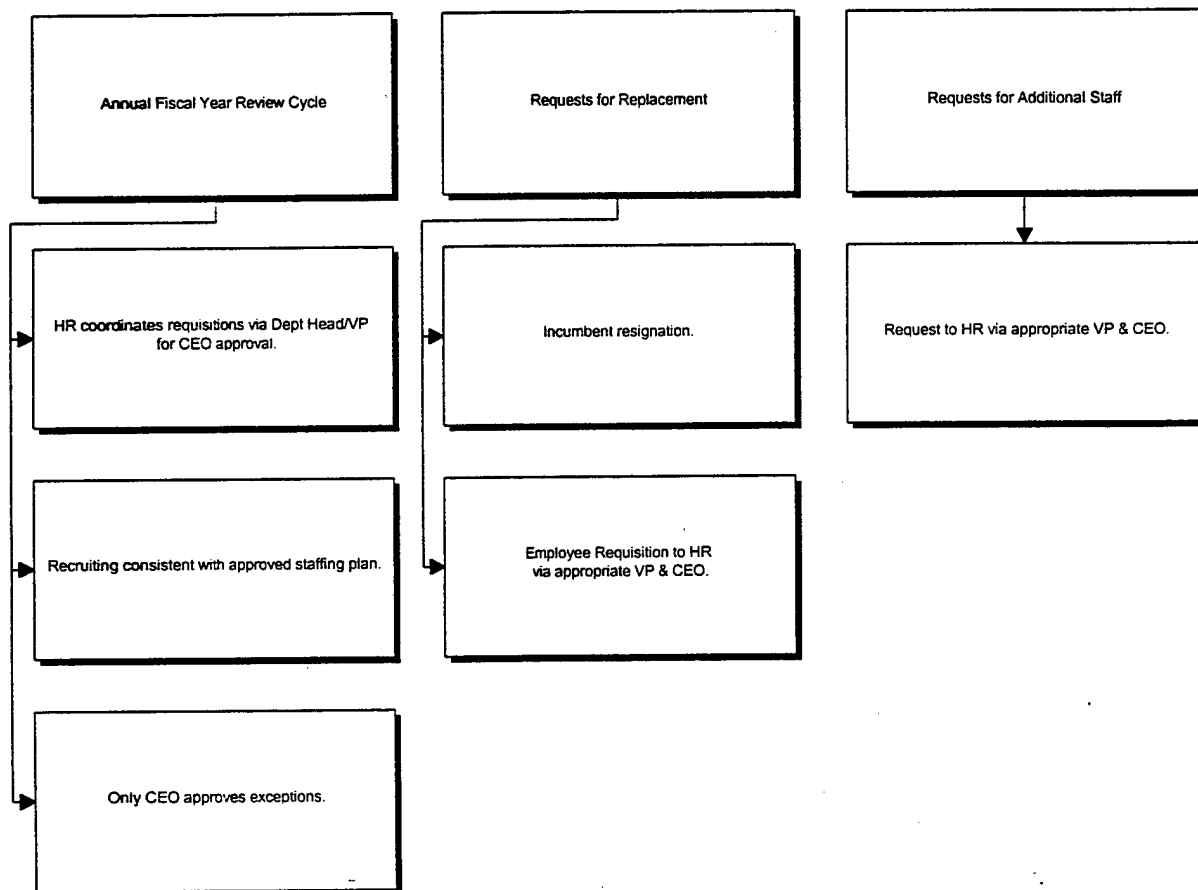 Annual Fiscal Year Review Cycle
HR coordinates requisitions via Dept Head/VP
for CEO approval.
Recruiting consistent with approved staffing plan.
Only CEO approves exceptions.
Requests for Replacement
Incumbent resignation.
Employee Requisition to HR
via appropriate VP & CEO.
Requests for Additional Staff
Request to HR via appropriate VP & CEO.